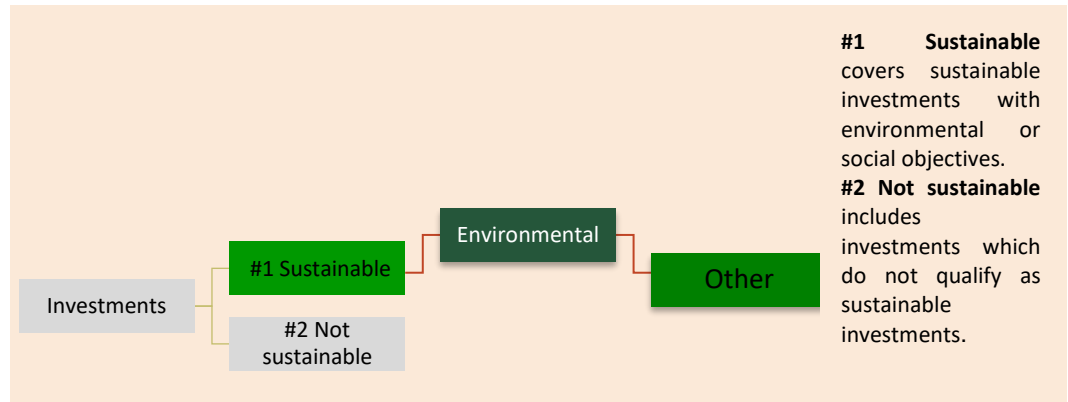 Investments
#1 Sustainable
#2 Not
sustainable
Environmental
Other
#1 Sustainable
covers sustainable
investments with
environmental or
social objectives.
#2 Not sustainable
includes
investments which
do not qualify as
sustainable
investments.